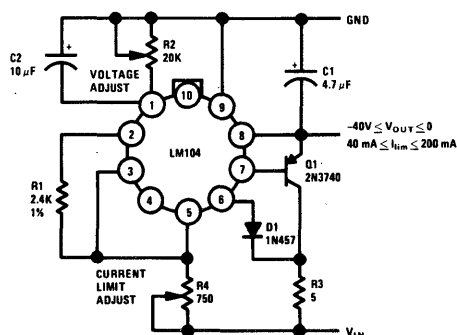 GND
C2
10 μF
R2
20K
VOLTAGE
ADJUST
C1
4.7 μF
1
10
9
2
8
LM104
3
7
4
5
6
−40V ≤ VOUT ≤ 0
40 mA ≤ Ilim ≤ 200 mA
Q1
2N3740
R1
2.4K
1%
D1
1N457
CURRENT
LIMIT
ADJUST
R4
750
R3
5
VIN